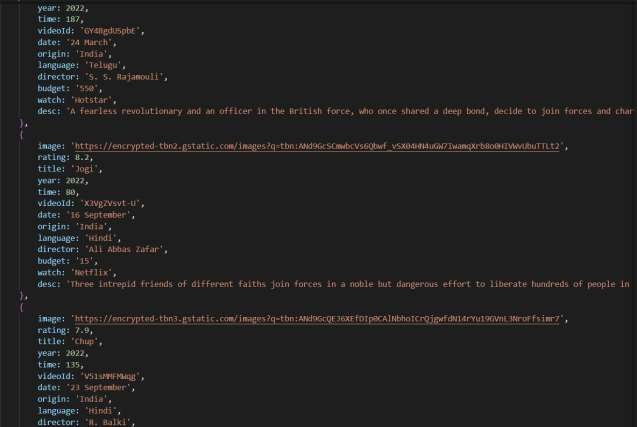 year: 2022,
time: 187,
videoId: 'GY4BgdUSpbE',
date: '24 March',
origin: 'India',
language: 'Telugu',
director: 'S. S. Rajamouli',
budget: '550',
watch: 'Hotstar',
desc: 'A fearless revolutionary and an officer in the British force, who once shared a deep bond, decide to join forces and char
},
{
image: 'https://encrypted-tbn2.gstatic.com/images?q=tbn:ANd9GcSCmwbcVs6Qbwf_vSX04HN4uGW7IwamqXrb8o0HIVWvUbuTTLt2',
rating: 8.2,
title: 'Jogi',
year: 2022,
time: 80,
videoId: 'X3VgZVsvt-U',
date: '16 September',
origin: 'India',
language: 'Hindi',
director: 'Ali Abbas Zafar',
budget: '15',
watch: 'Netflix',
desc: 'Three intrepid friends of different faiths join forces in a noble but dangerous effort to liberate hundreds of people in
},
{
image: 'https://encrypted-tbn3.gstatic.com/images?q=tbn:ANd9GcQEJ6XEfDIp0CAlNbhoICrQjgwfdN14rYu19GVnL3NroFfsimr7',
rating: 7.9,
title: 'Chup',
year: 2022,
time: 135,
videoId: 'V51sMMFMWqg',
date: '23 September',
origin: 'India',
language: 'Hindi',
director: 'R. Balki',